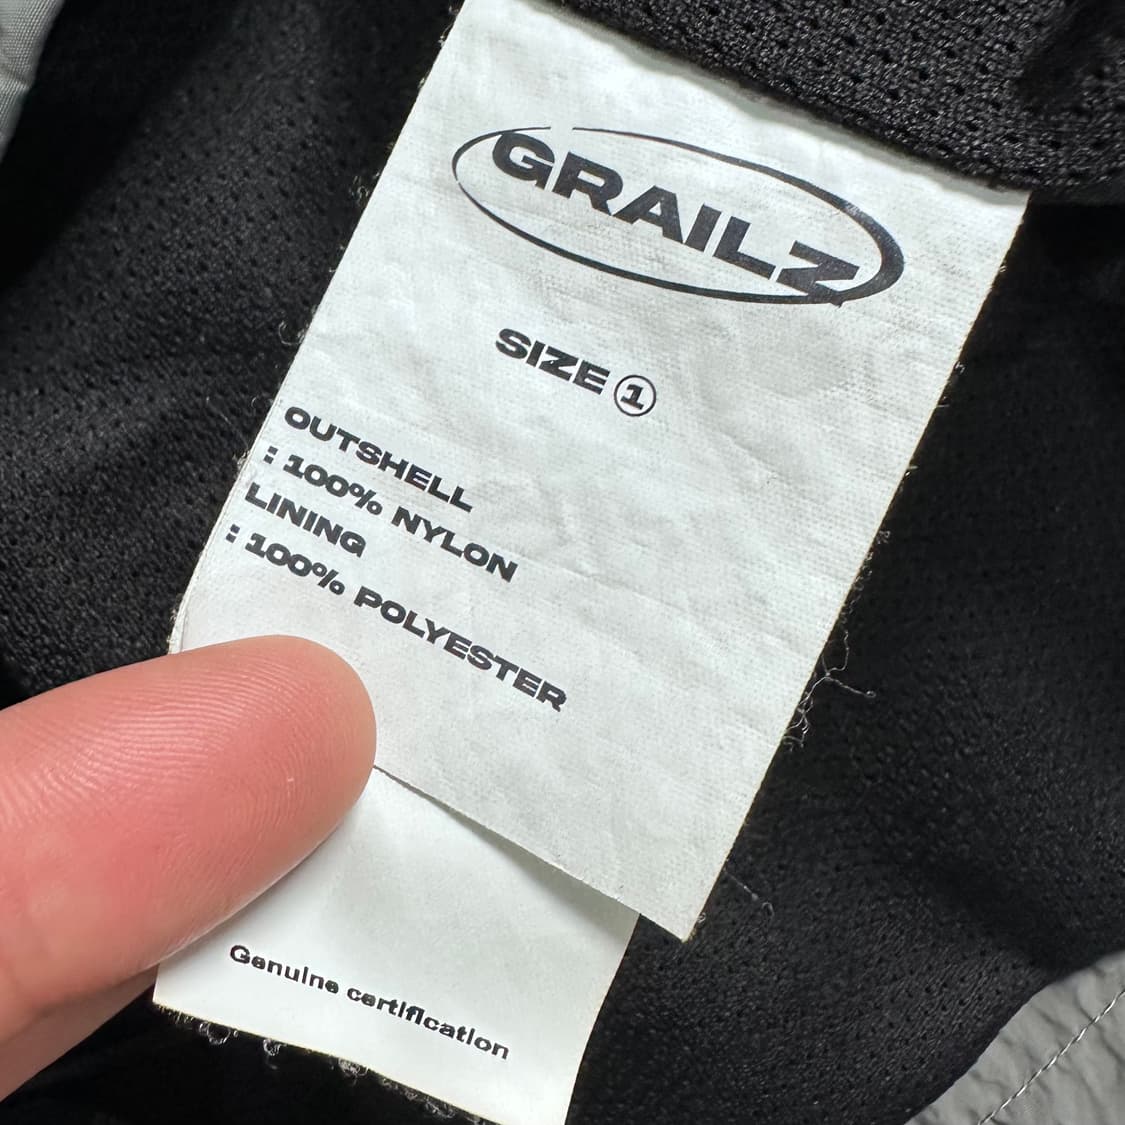 GRAILZ
SIZE ①
OUTSHELL
: 100% NYLON
LINING
: 100% POLYESTER
Genuine certification